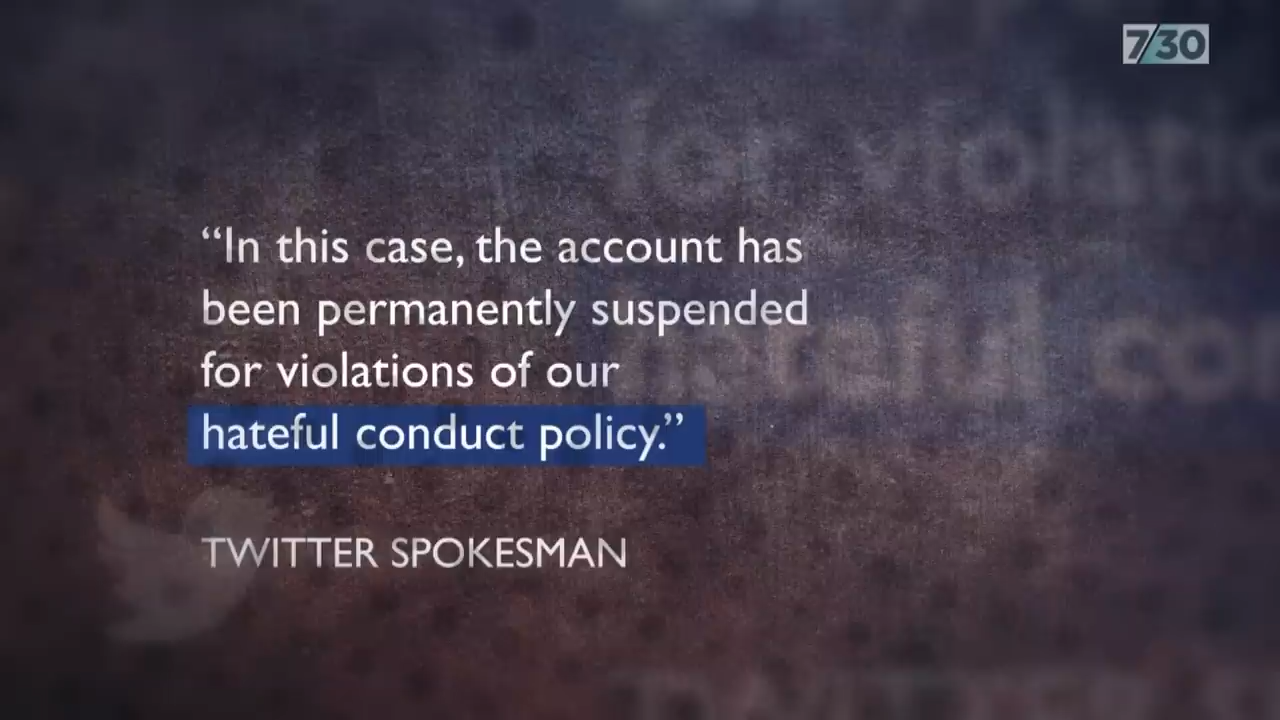 7/30
“In this case, the account has
been permanently suspended
for violations of our
hateful conduct policy.”
TWITTER SPOKESMAN